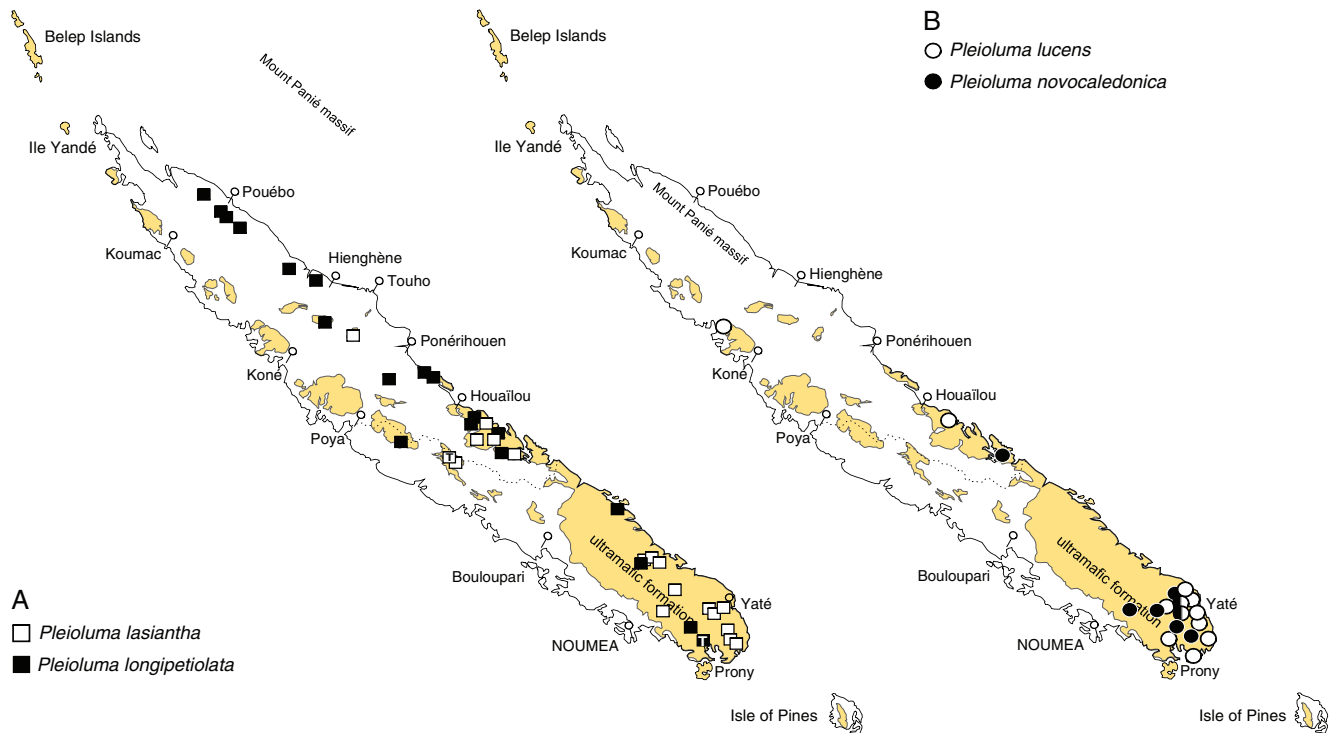 Belep Islands
Mount Panié massif
Ile Yandé
Pouébo
Koumac
Hienghène
Touho
Ponérihouen
Koné
Houaïlou
Poya
T
ultramafic formation
Bouloupari
Yaté
NOUMEA
T
Prony
Isle of Pines
A
Pleioluma lasiantha
Pleioluma longipetiolata
B
Pleioluma lucens
Pleioluma novocaledonica
Belep Islands
Ile Yandé
Mount Panié massif
Pouébo
Koumac
Hienghène
Ponérihouen
Koné
Houaïlou
Poya
ultramafic formation
Bouloupari
Yaté
NOUMEA
Prony
Isle of Pines